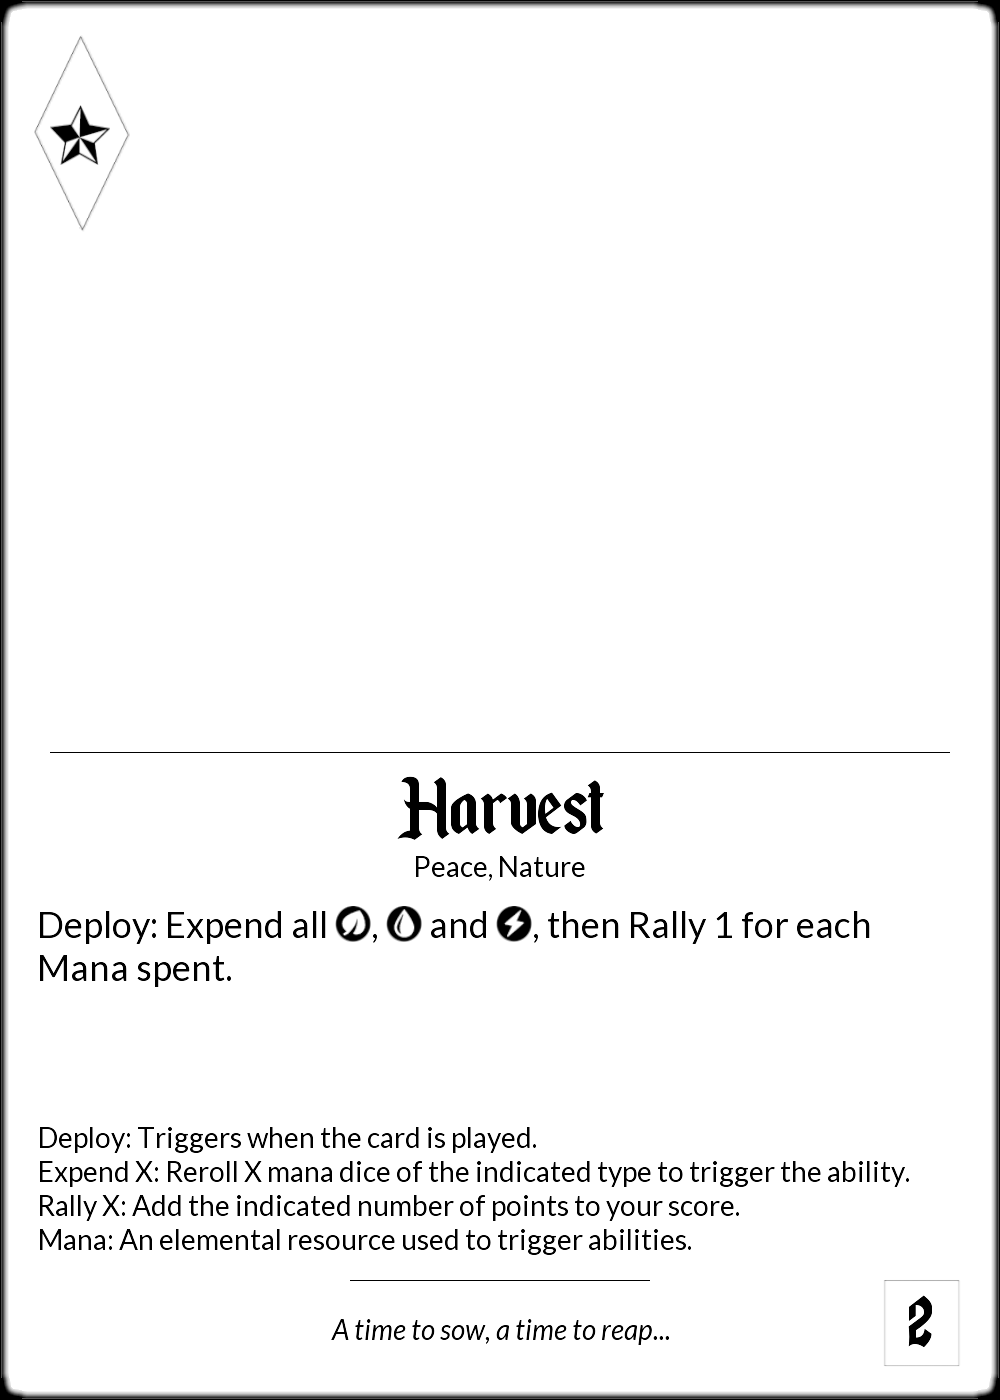 Harvest
Peace, Nature
Deploy: Expend all , and , then Rally 1 for each
Mana spent.
Deploy: Triggers when the card is played.
Expend X: Reroll X mana dice of the indicated type to trigger the ability.
Rally X: Add the indicated number of points to your score.
Mana: An elemental resource used to trigger abilities.
A time to sow, a time to reap...
2